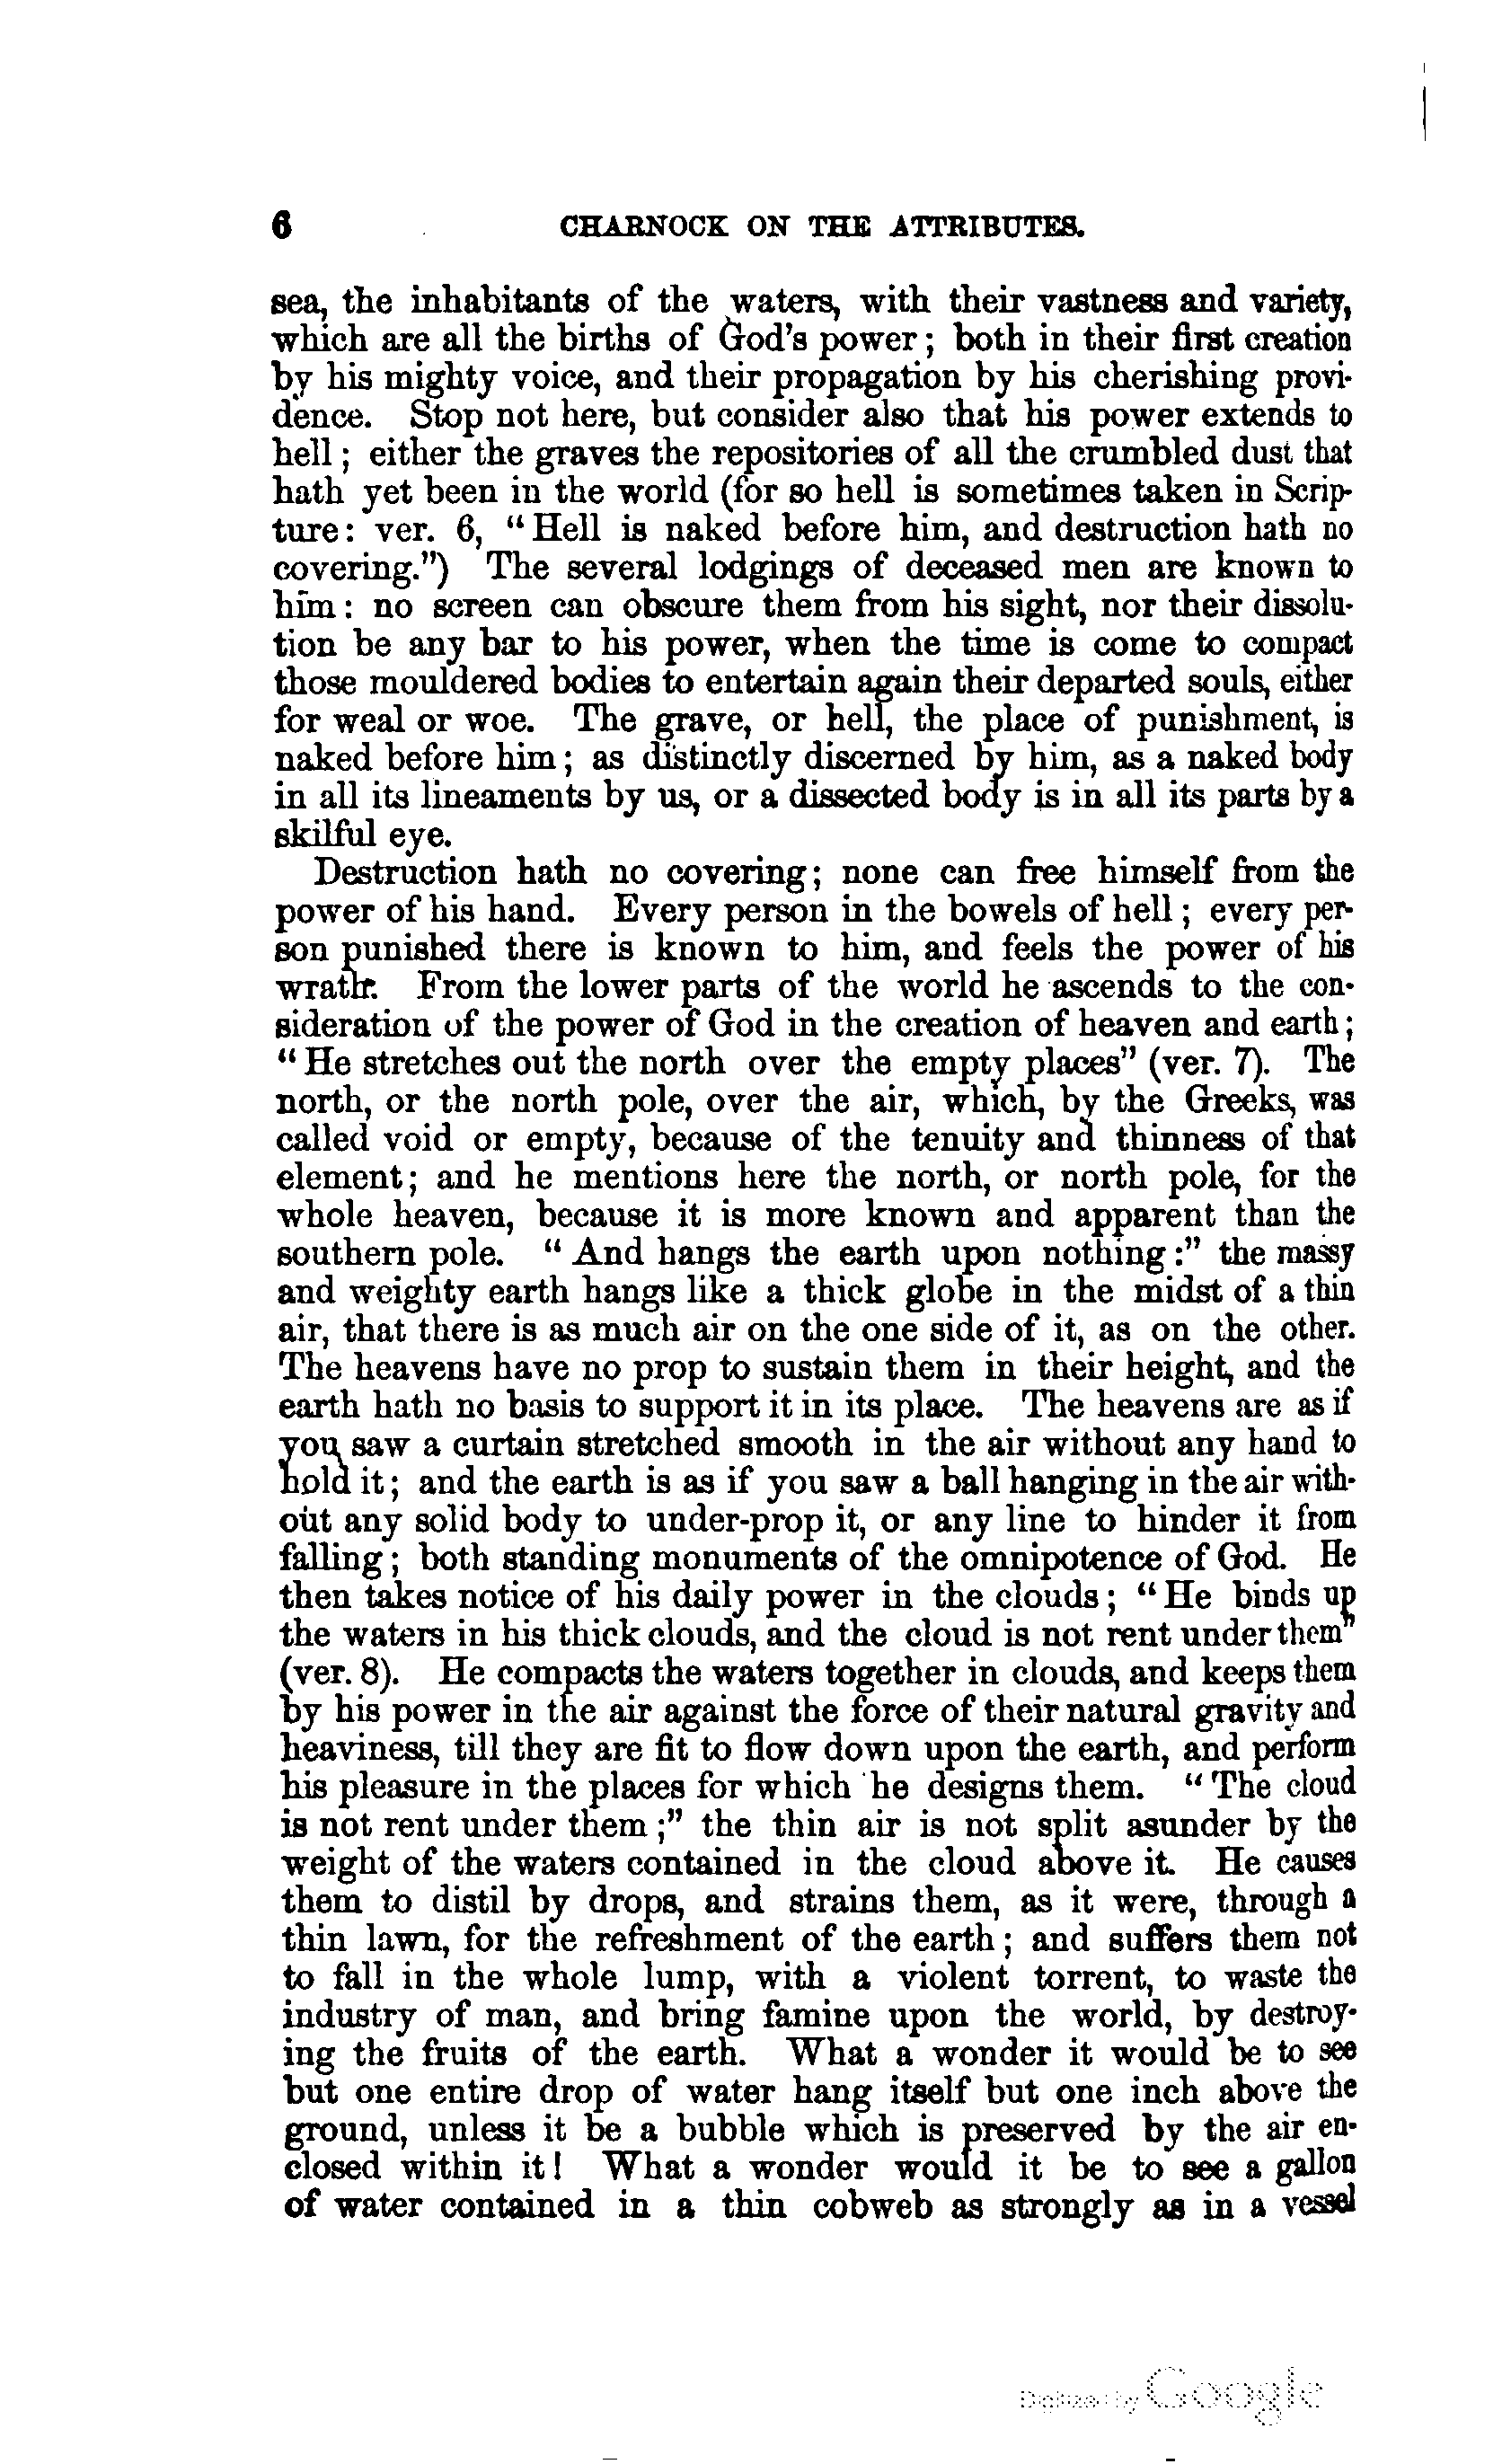 6 CHARNOCK ON THE ATTRIBUTES.
sea, the inhabitants of the waters, with their vastness and variety,
which are all the births of God's power; both in their first creation
by his mighty voice, and their propagation by his cherishing provi-
dence. Stop not here, but consider also that his power extends to
hell; either the graves the repositories of all the crumbled dust that
hath yet been in the world (for so hell is sometimes taken in Scrip-
ture: ver. 6, "Hell is naked before him, and destruction hath no
covering.") The several lodgings of deceased men are known to
him: no screen can obscure them from his sight, nor their dissolu-
tion be any bar to his power, when the time is come to compact
those mouldered bodies to entertain again their departed souls, either
for weal or woe. The grave, or hell, the place of punishment, is
naked before him; as distinctly discerned by him, as a naked body
in all its lineaments by us, or a dissected body is in all its parts by a
skilful eye.
Destruction hath no covering; none can free himself from the
power of his hand. Every person in the bowels of hell; every per-
son punished there is known to him, and feels the power of his
wrath. From the lower parts of the world he ascends to the con-
sideration of the power of God in the creation of heaven and earth;
"He stretches out the north over the empty places" (ver. 7). The
north, or the north pole, over the air, which, by the Greeks, was
called void or empty, because of the tenuity and thinness of that
element; and he mentions here the north, or north pole, for the
whole heaven, because it is more known and apparent than the
southern pole. "And hangs the earth upon nothing:" the massy
and weighty earth hangs like a thick globe in the midst of a thin
air, that there is as much air on the one side of it, as on the other.
The heavens have no prop to sustain them in their height, and the
earth hath no basis to support it in its place. The heavens are as if
you saw a curtain stretched smooth in the air without any hand to
hold it; and the earth is as if you saw a ball hanging in the air with-
out any solid body to under-prop it, or any line to hinder it from
falling; both standing monuments of the omnipotence of God. He
then takes notice of his daily power in the clouds; "He binds up
the waters in his thick clouds, and the cloud is not rent under them"
(ver. 8). He compacts the waters together in clouds, and keeps them
by his power in the air against the force of their natural gravity and
heaviness, till they are fit to flow down upon the earth, and perform
his pleasure in the places for which he designs them. "The cloud
is not rent under them;" the thin air is not split asunder by the
weight of the waters contained in the cloud above it. He causes
them to distil by drops, and strains them, as it were, through a
thin lawn, for the refreshment of the earth; and suffers them not
to fall in the whole lump, with a violent torrent, to waste the
industry of man, and bring famine upon the world, by destroy-
ing the fruits of the earth. What a wonder it would be to see
but one entire drop of water hang itself but one inch above the
ground, unless it be a bubble which is preserved by the air en-
closed within it! What a wonder would it be to see a gallon
of water contained in a thin cobweb as strongly as in a vessel
Digitized by Google